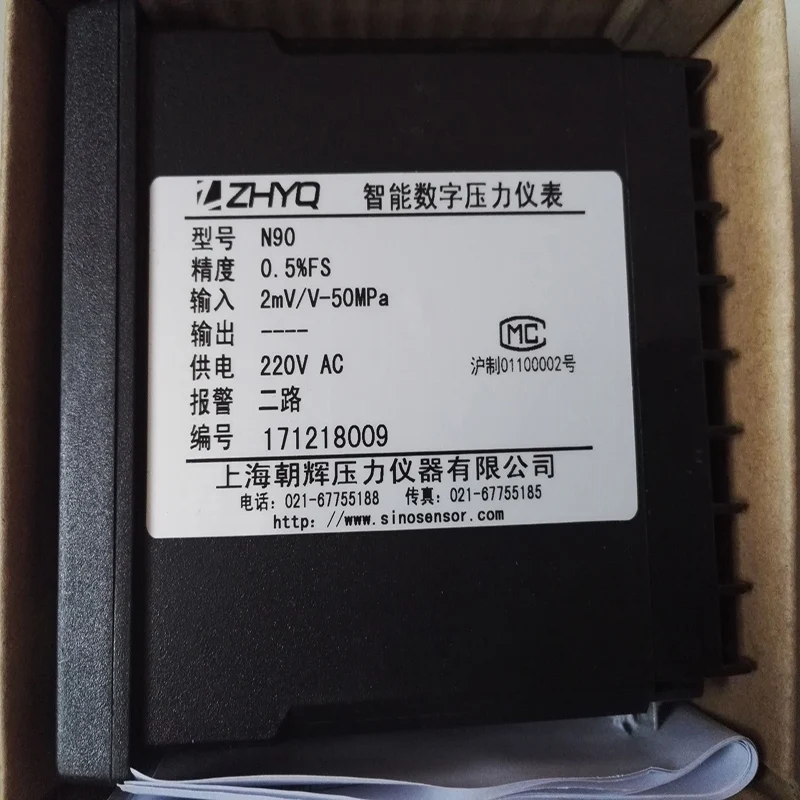 ZHYQ 智能数字压力仪表
型号 N90
精度 0.5%FS
输入 2mV/V-50MPa
输出 ----
供电 220V AC
报警 二路
编号 171218009
MC
沪制01100002号
上海朝辉压力仪器有限公司
电话: 021-67755188 传真: 021-67755185
http: //www.sinosensor.com